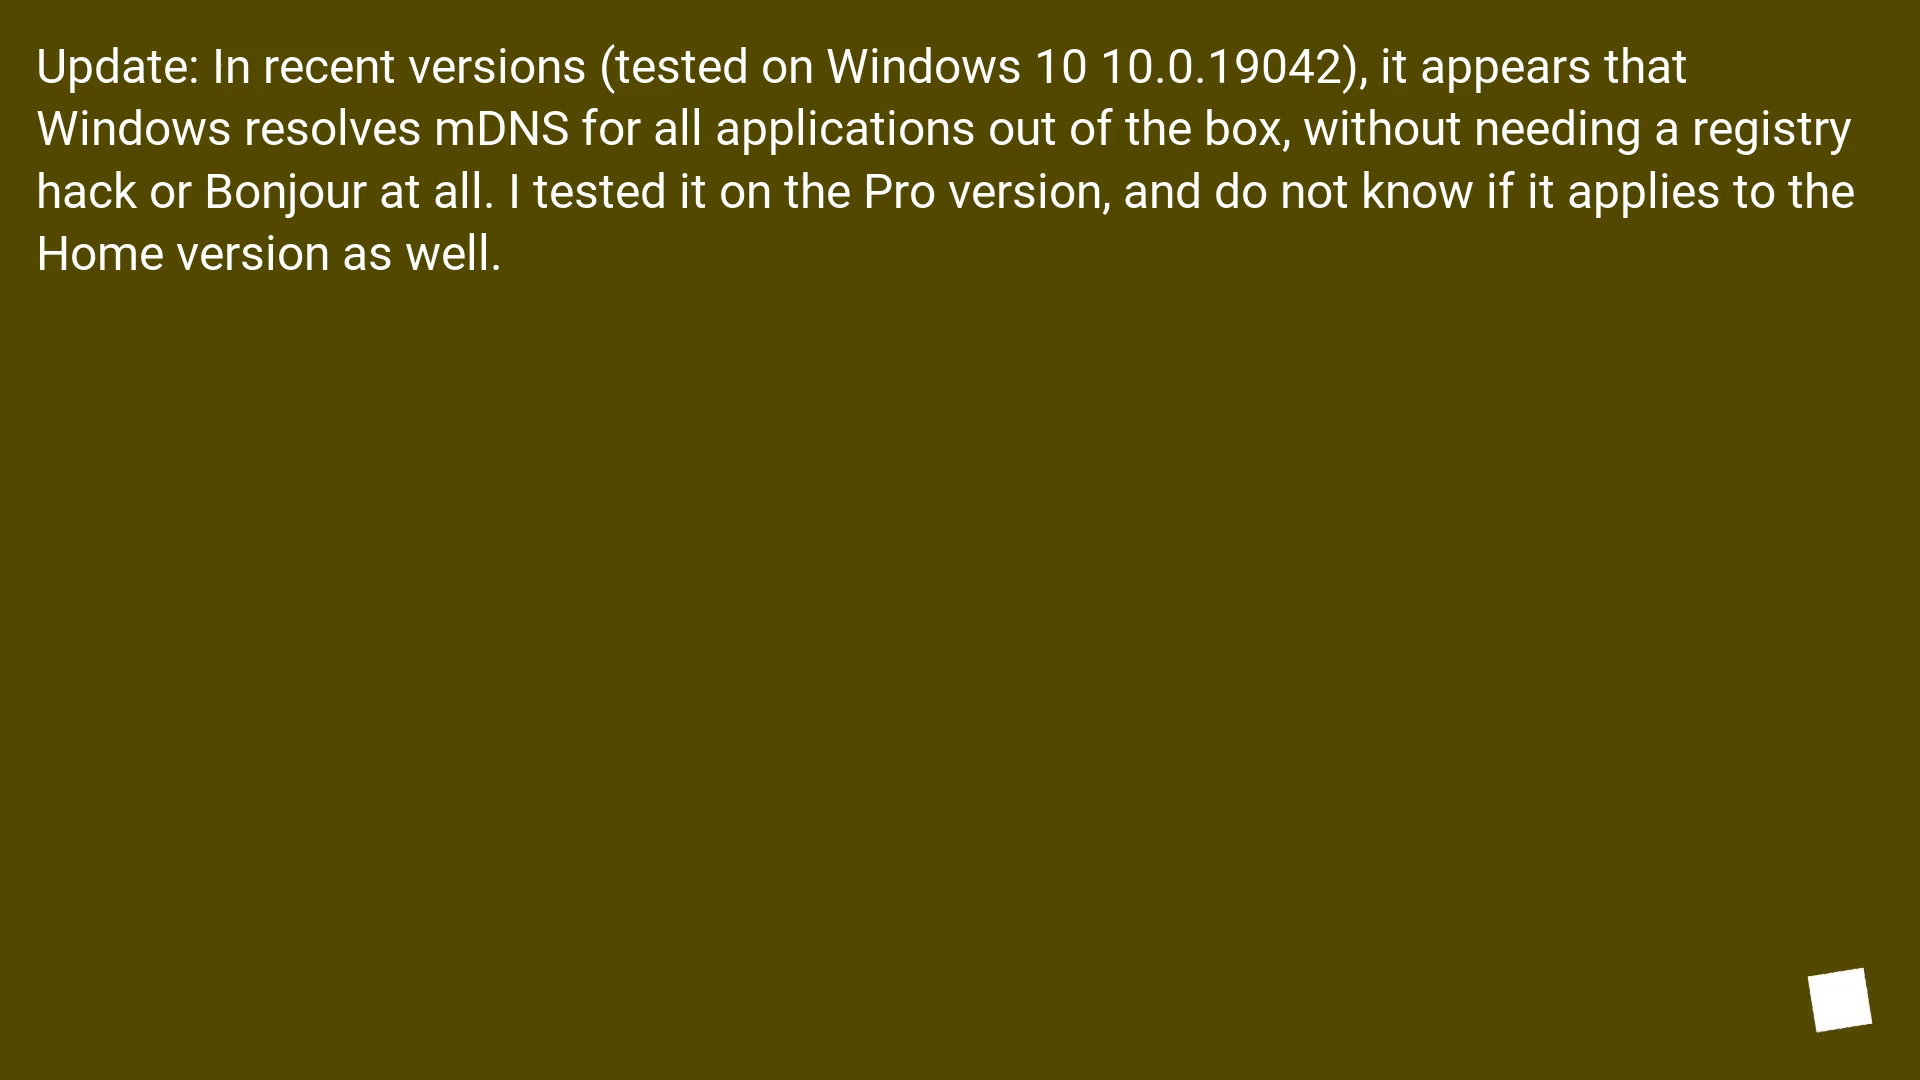 Update: In recent versions (tested on Windows 10 10.0.19042), it appears that
Windows resolves mDNS for all applications out of the box, without needing a registry
hack or Bonjour at all. I tested it on the Pro version, and do not know if it applies to the
Home version as well.